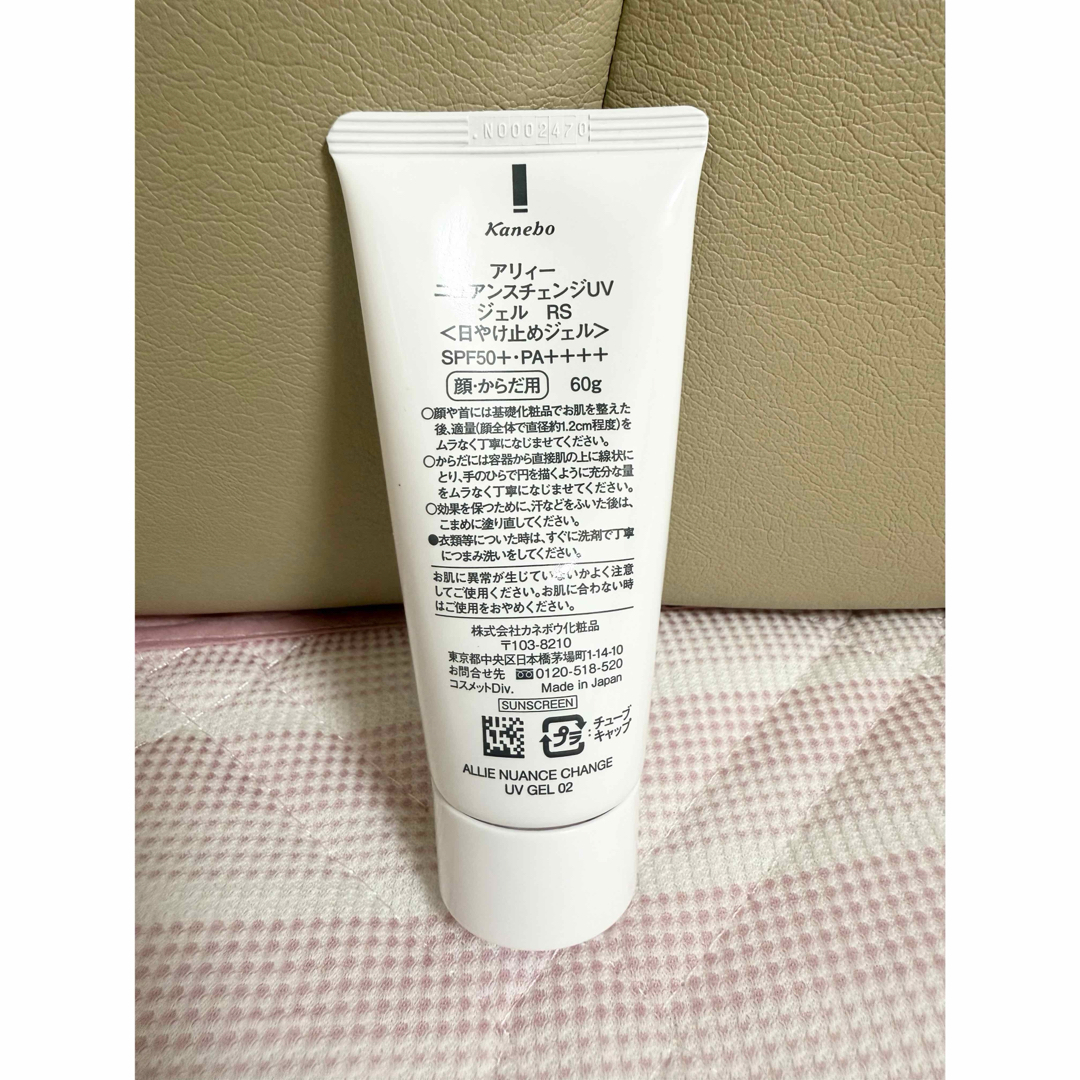 .N0002470
Kanebo
アリィー
ニュアンスチェンジUV
ジェル RS
<日やけ止めジェル>
SPF50+・PA++++
顔・からだ用 60g
○顔や首には基礎化粧品でお肌を整えた
後、適量(顔全体で直径約1.2cm程度)を
ムラなく丁寧になじませてください。
○からだには容器から直接肌の上に線状に
とり、手のひらで円を描くように充分な量
をムラなく丁寧になじませてください。
○効果を保つために、汗などをふいた後は、
こまめに塗り直してください。
●衣類等についた時は、すぐに洗剤で丁寧
につまみ洗いをしてください。
お肌に異常が生じていないかよく注意
してご使用ください。お肌に合わない時
はご使用をおやめください。
株式会社カネボウ化粧品
〒103-8210
東京都中央区日本橋茅場町1-14-10
お問合せ先 0120-518-520
コスメットDiv. Made in Japan
SUNSCREEN
プラ :チューブ
キャップ
ALLIE NUANCE CHANGE
UV GEL 02